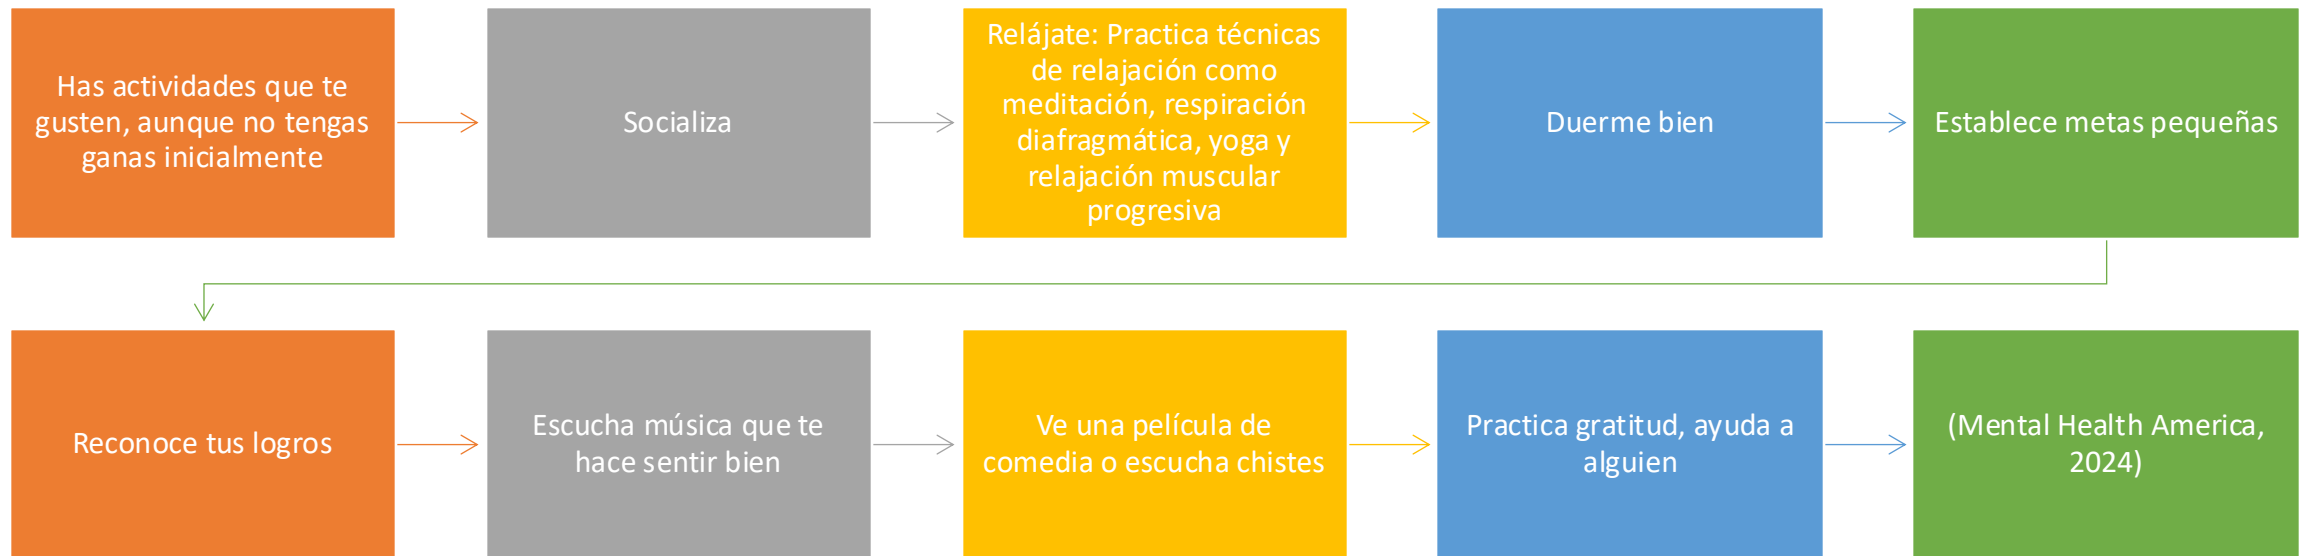 Has actividades que te
gusten, aunque no tengas
ganas inicialmente
Socializa
Relájate: Practica técnicas
de relajación como
meditación, respiración
diafragmática, yoga y
relajación muscular
progresiva
Duerme bien
Establece metas pequeñas
Reconoce tus logros
Escucha música que te
hace sentir bien
Ve una película de
comedia o escucha chistes
Practica gratitud, ayuda a
alguien
(Mental Health America,
2024)